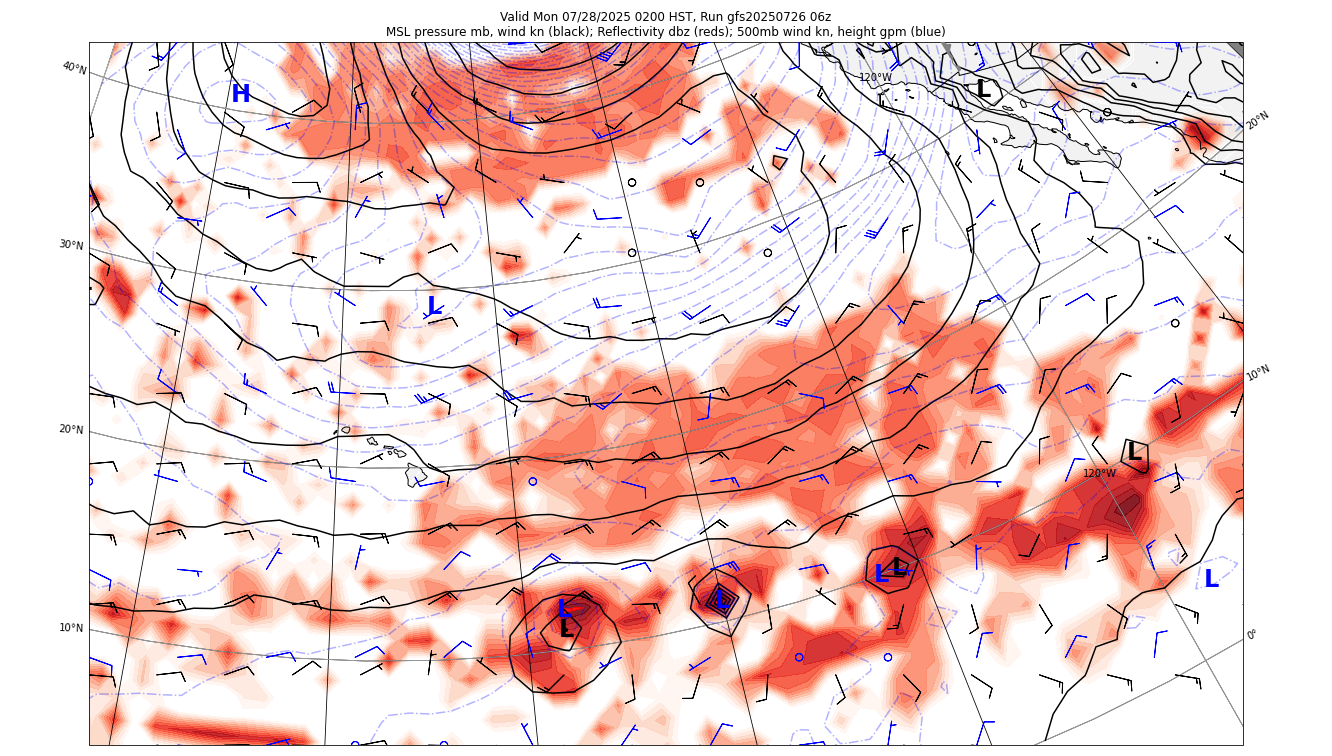 Valid Mon 07/28/2025 0200 HST, Run gfs20250726 06z
MSL pressure mb, wind kn (black); Reflectivity dbz (reds); 500mb wind kn, height gpm (blue)
40°N
120°W
L
H
L
20°N
30°N
L
10°N
20°N
L
120°W
L
L
L
L
L
L
L
10°N
0°